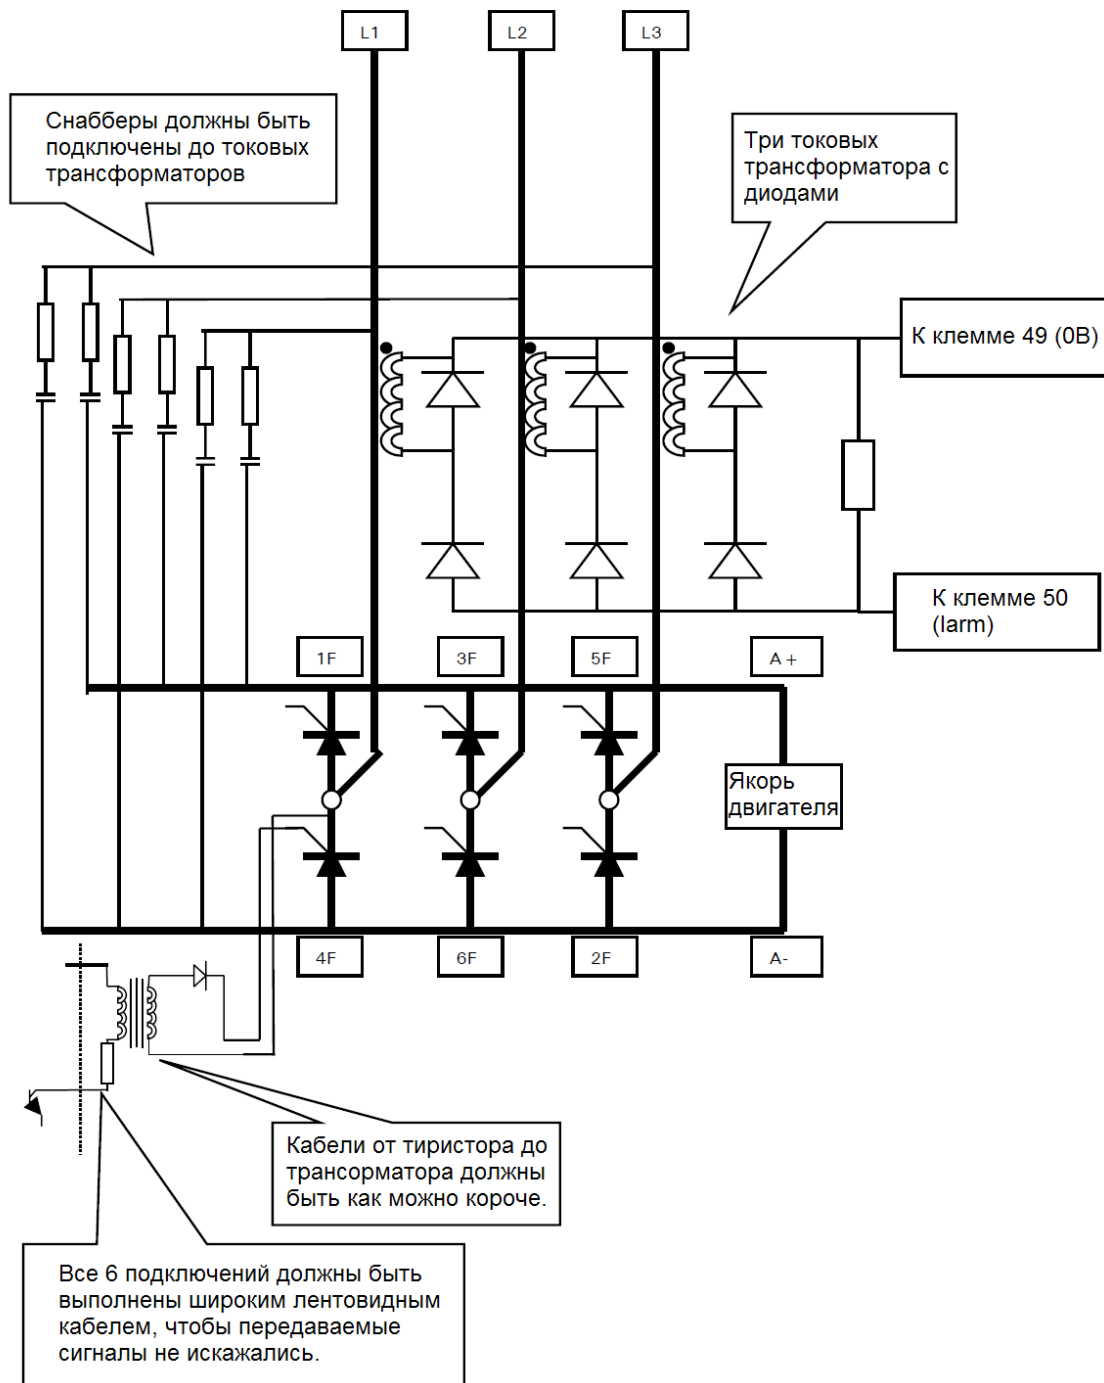 L1
L2
L3
Снабберы должны быть
подключены до токовых
трансформаторов
Три токовых
трансформатора с
диодами
К клемме 49 (0В)
К клемме 50
(Iarm)
1F
3F
5F
A +
Якорь
двигателя
4F
6F
2F
A-
Кабели от тиристора до
трансорматора должны
быть как можно короче.
Все 6 подключений должны быть
выполнены широким лентовидным
кабелем, чтобы передаваемые
сигналы не искажались.